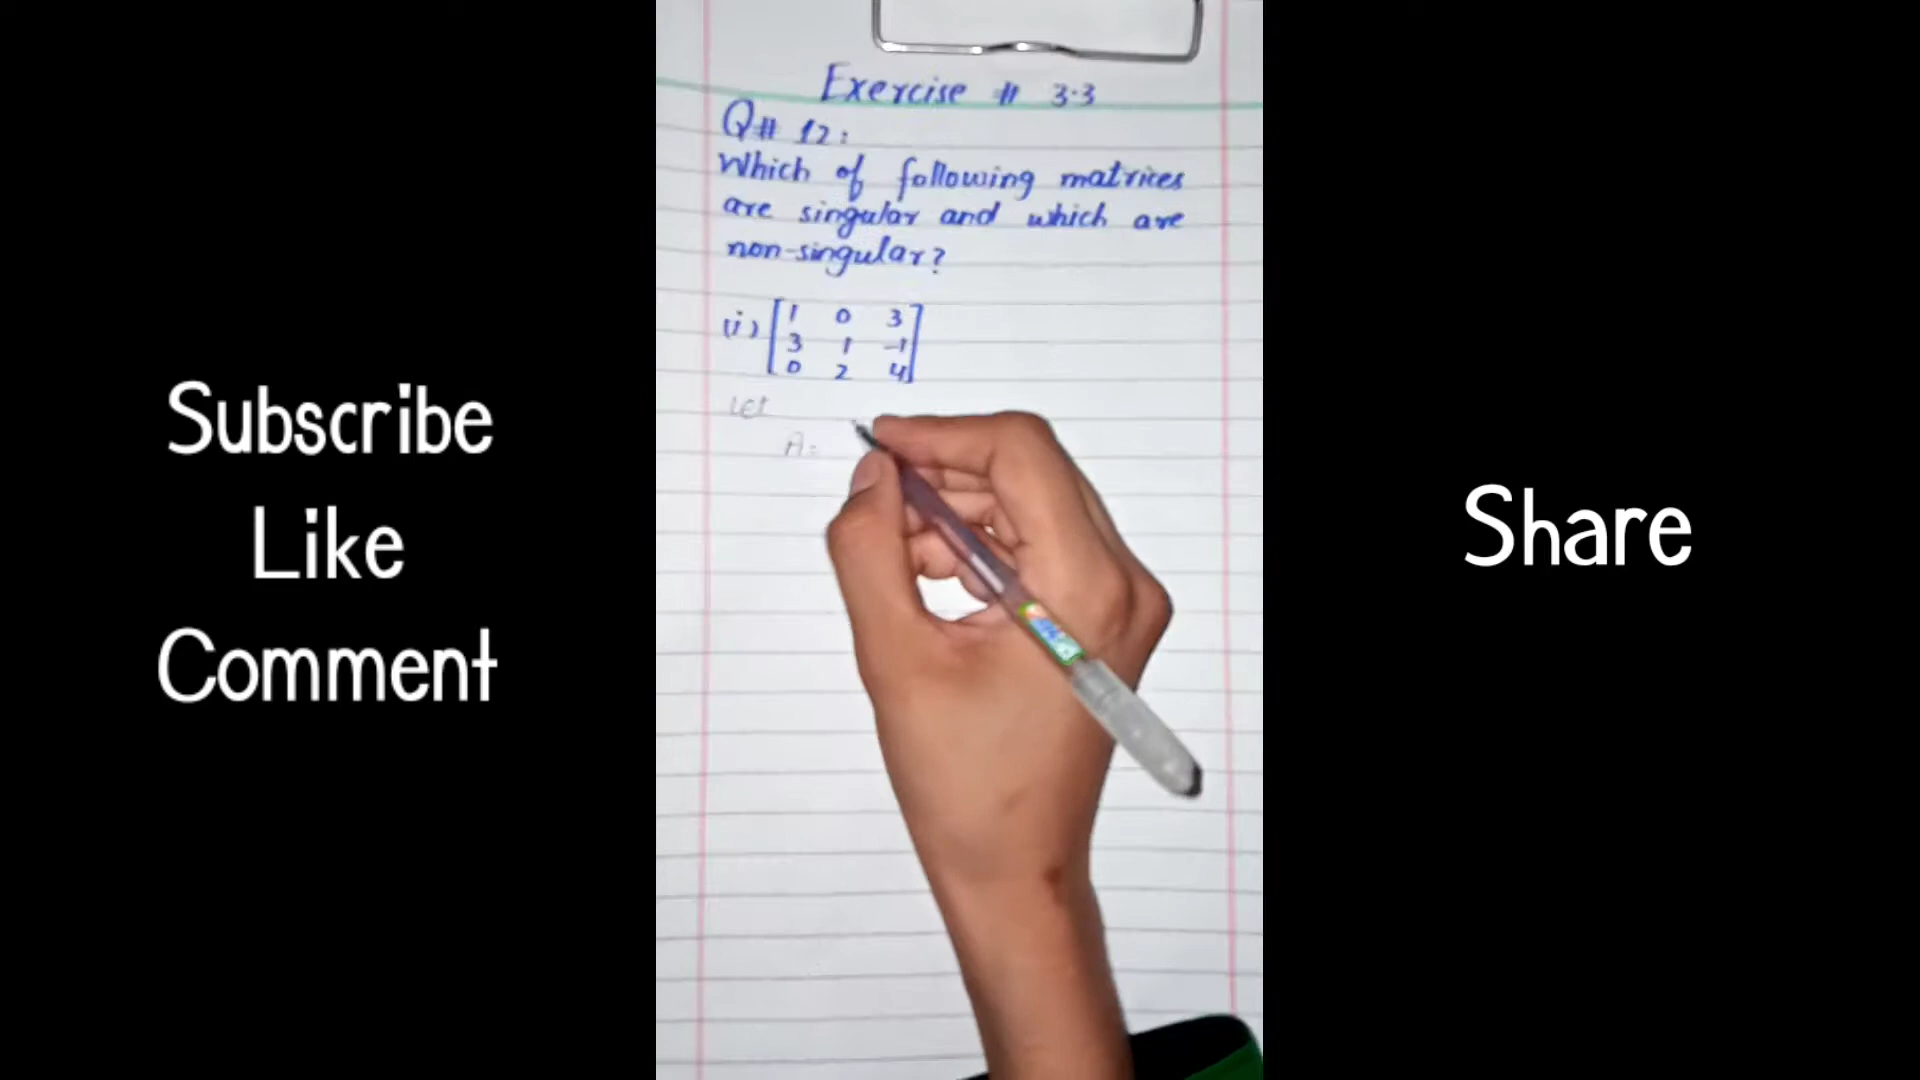 Exercise # 3.3
Q# 12:
Which of following matrices
are singular and which are
non-singular?
(i) [1 0 3
3 1 -1
0 2 4]
Let
A=
Subscribe
Like
Comment
Share